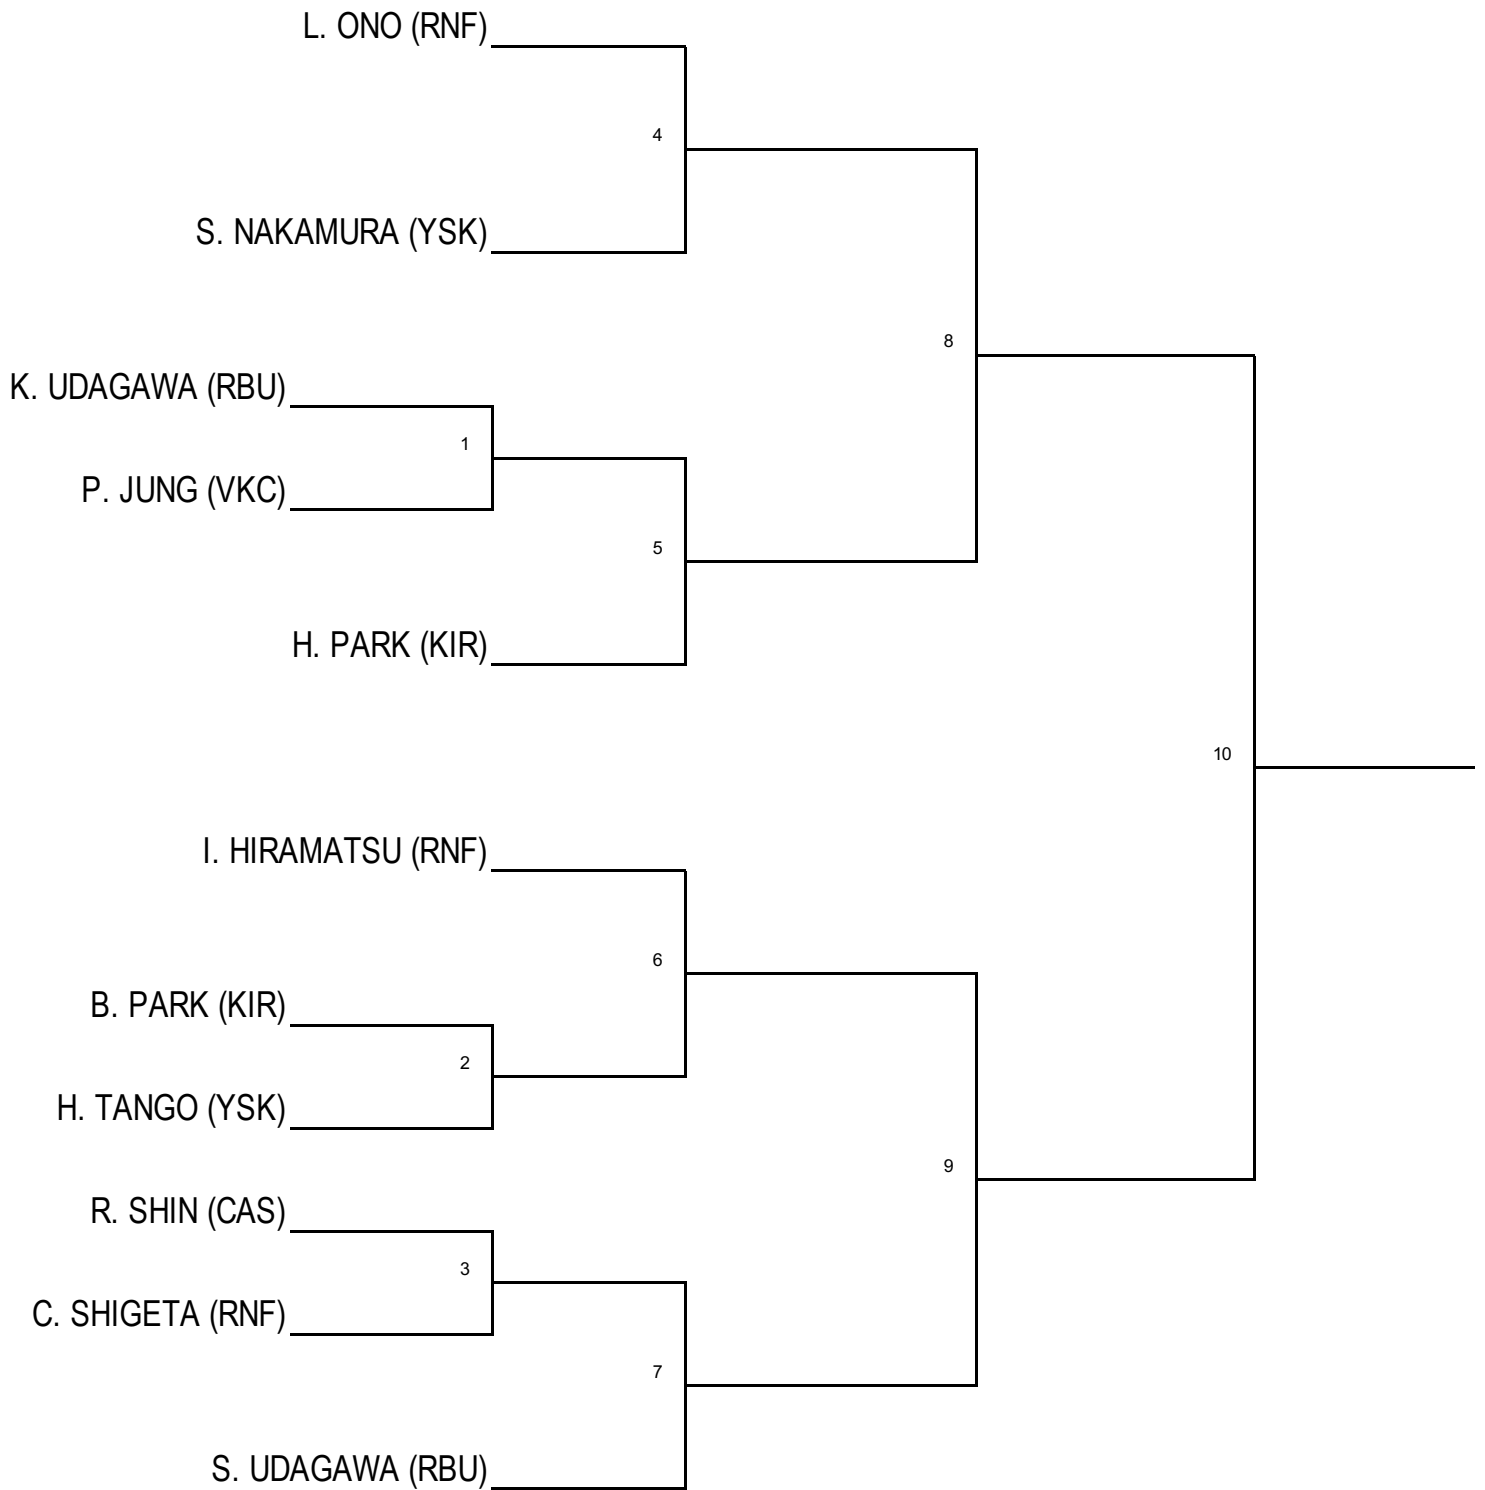 L. ONO (RNF)
4
S. NAKAMURA (YSK)
8
K. UDAGAWA (RBU)
1
P. JUNG (VKC)
5
H. PARK (KIR)
10
I. HIRAMATSU (RNF)
6
B. PARK (KIR)
2
H. TANGO (YSK)
9
R. SHIN (CAS)
3
C. SHIGETA (RNF)
7
S. UDAGAWA (RBU)